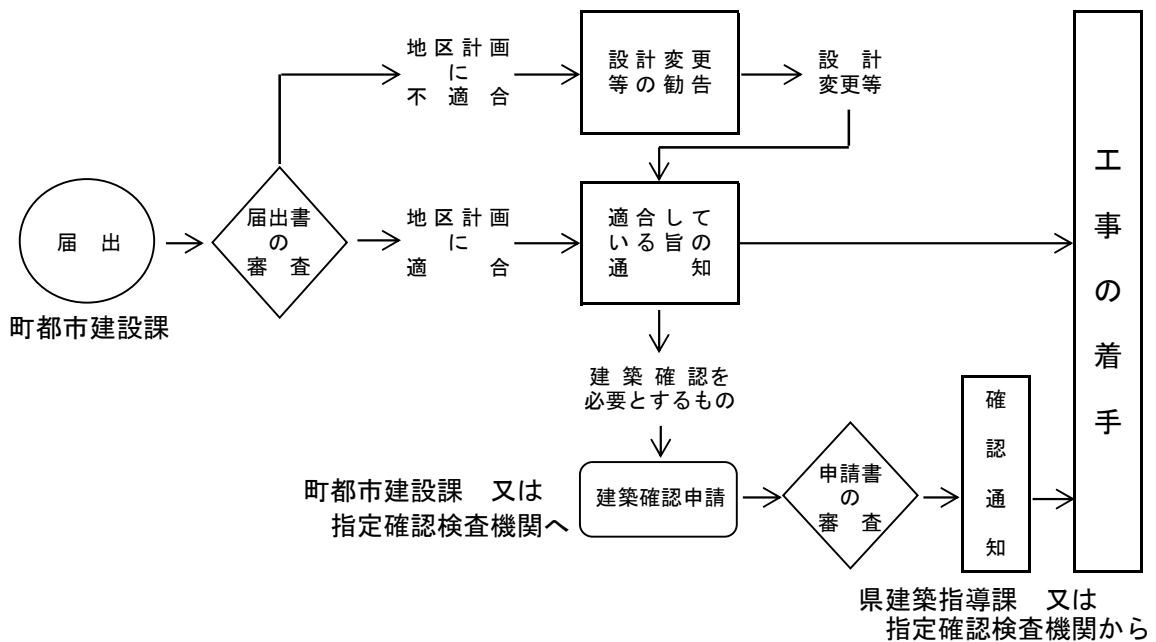 地区計画
に
不適合
設計変更
等の勧告
設計
変更等
届出
町都市建設課
届出書
の
審査
地区計画
に
適合
適合して
いる旨の
通知
工事の着手
建築確認を
必要とするもの
町都市建設課　又は
指定確認検査機関へ
建築確認申請
申請書
の
審査
確認通知
県建築指導課　又は
指定確認検査機関から